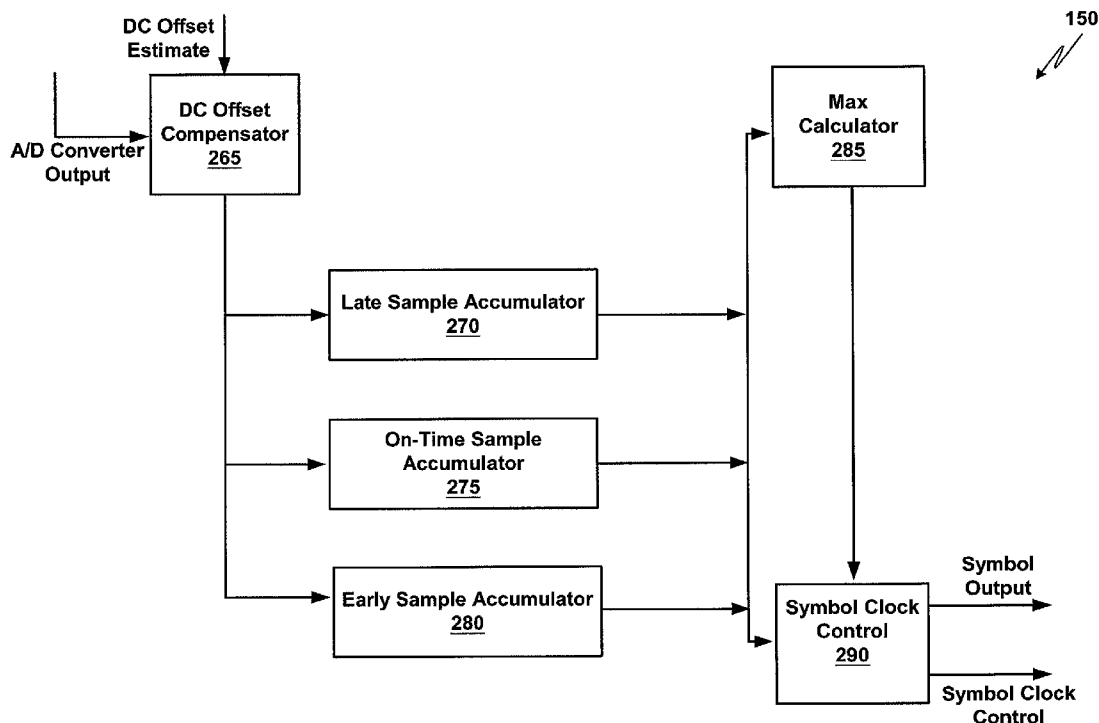 150
DC Offset
Estimate
DC Offset
Compensator
265
A/D Converter
Output
Max
Calculator
285
Late Sample Accumulator
270
On-Time Sample
Accumulator
275
Early Sample Accumulator
280
Symbol Clock
Control
290
Symbol
Output
Symbol Clock
Control